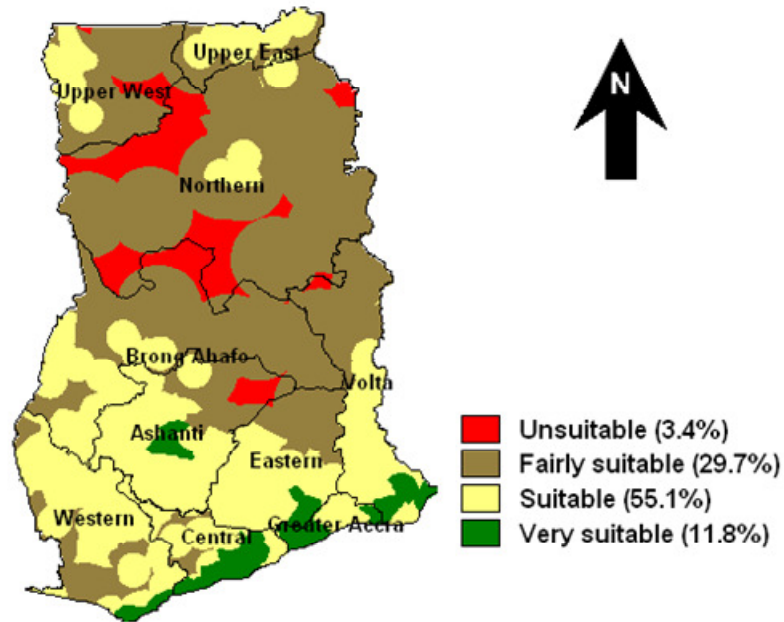 Upper East
Upper West
N
Northern
Brong Ahafo
Volta
Ashanti
Eastern
Western
Central
Greater Accra
Unsuitable (3.4%)
Fairly suitable (29.7%)
Suitable (55.1%)
Very suitable (11.8%)